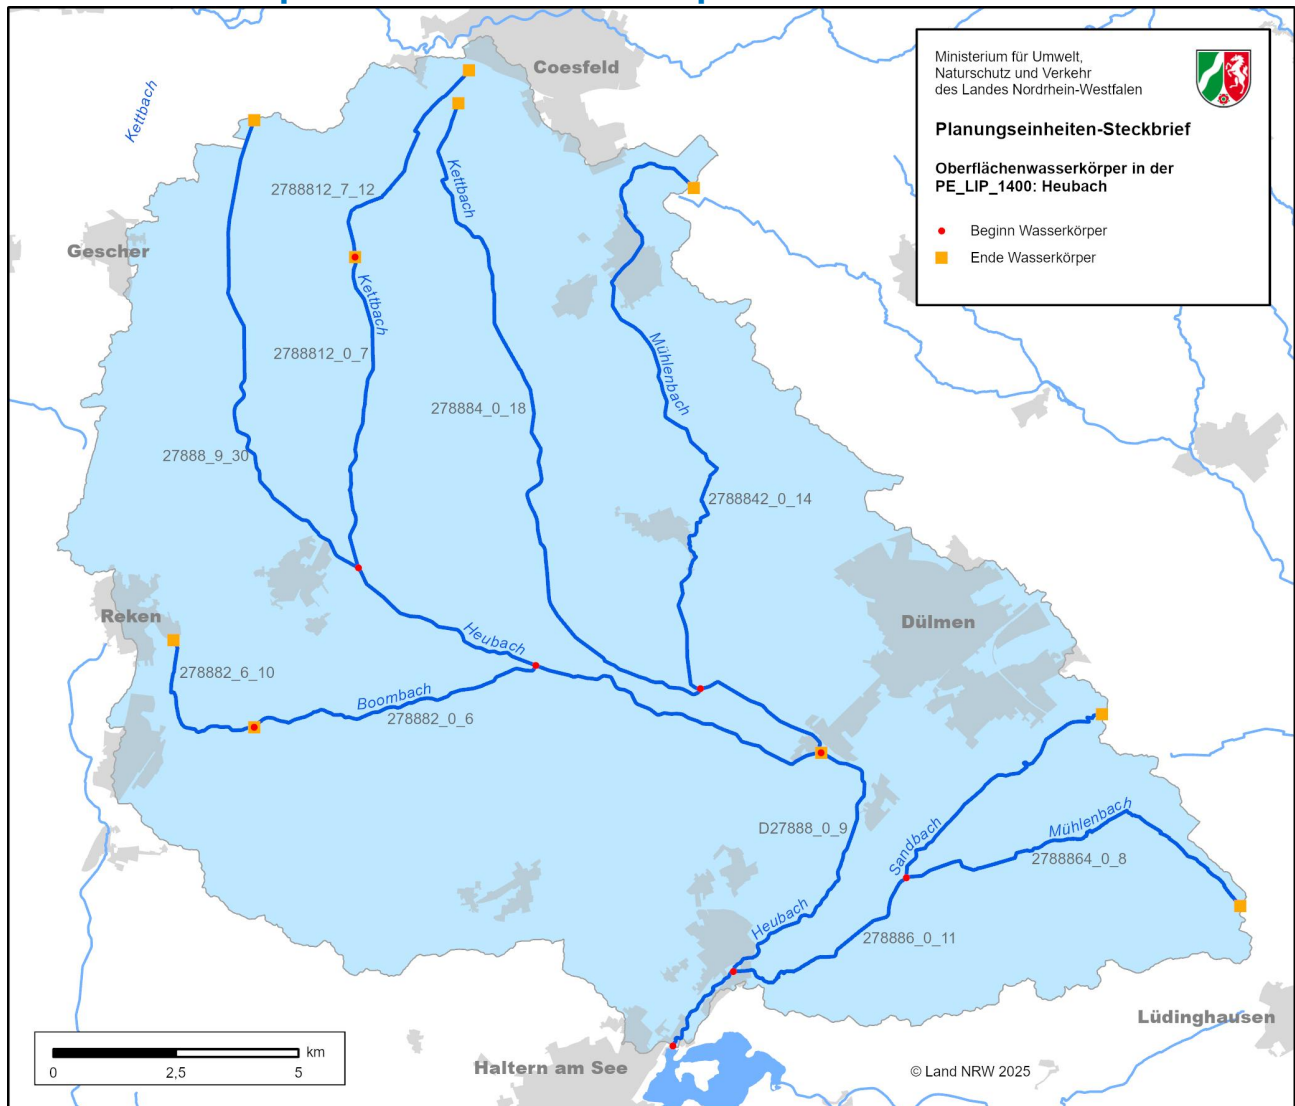 Coesfeld
Kettbach
Ministerium für Umwelt,
Naturschutz und Verkehr
des Landes Nordrhein-Westfalen
Planungseinheiten-Steckbrief
Oberflächenwasserkörper in der
PE_LIP_1400: Heubach
Beginn Wasserkörper
Ende Wasserkörper
2788812_7_12
Kettbach
Gescher
Kettbach
2788812_0_7
Mühlenbach
278884_0_18
27888_9_30
2788842_0_14
Reken
Dülmen
Heubach
278882_6_10
Boombach
278882_0_6
D27888_0_9
Sandbach
Mühlenbach
2788864_0_8
Heubach
278886_0_11
Lüdinghausen
km
0 2,5 5
Haltern am See
© Land NRW 2025